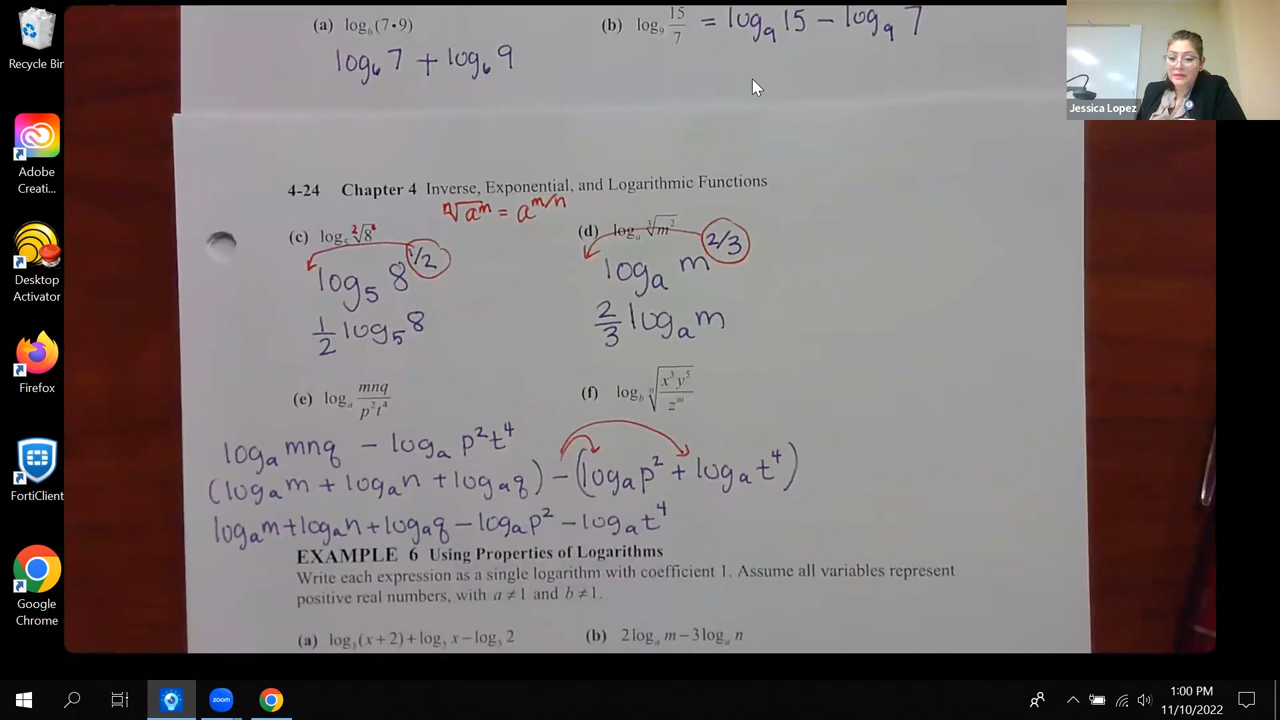 Recycle Bin
Adobe
Creati...
Desktop
Activator
Firefox
FortiClient
Google
Chrome
Jessica Lopez
(a) log₆(7•9)
log₆ 7 + log₆ 9
(b) log₉ 15/7 = log₉ 15 − log₉ 7
4-24 Chapter 4 Inverse, Exponential, and Logarithmic Functions
ⁿ√aᵐ = a^(m/n)
(c) log₅ ²√8¹
log₅ 8^(1/2)
1/2 log₅ 8
(d) logₐ ³√m²
logₐ m^(2/3)
2/3 logₐ m
(e) logₐ mnq/p²t⁴
(f) log_b ⁿ√(x³y⁵/zᵐ)
logₐ mnq − logₐ p²t⁴
(logₐ m + logₐ n + logₐ q) − (logₐ p² + logₐ t⁴)
logₐ m + logₐ n + logₐ q − logₐ p² − logₐ t⁴
EXAMPLE 6 Using Properties of Logarithms
Write each expression as a single logarithm with coefficient 1. Assume all variables represent
positive real numbers, with a ≠ 1 and b ≠ 1.
(a) log₃(x + 2) + log₃ x − log₃ 2
(b) 2 logₐ m − 3 logₐ n
zoom
1:00 PM
11/10/2022